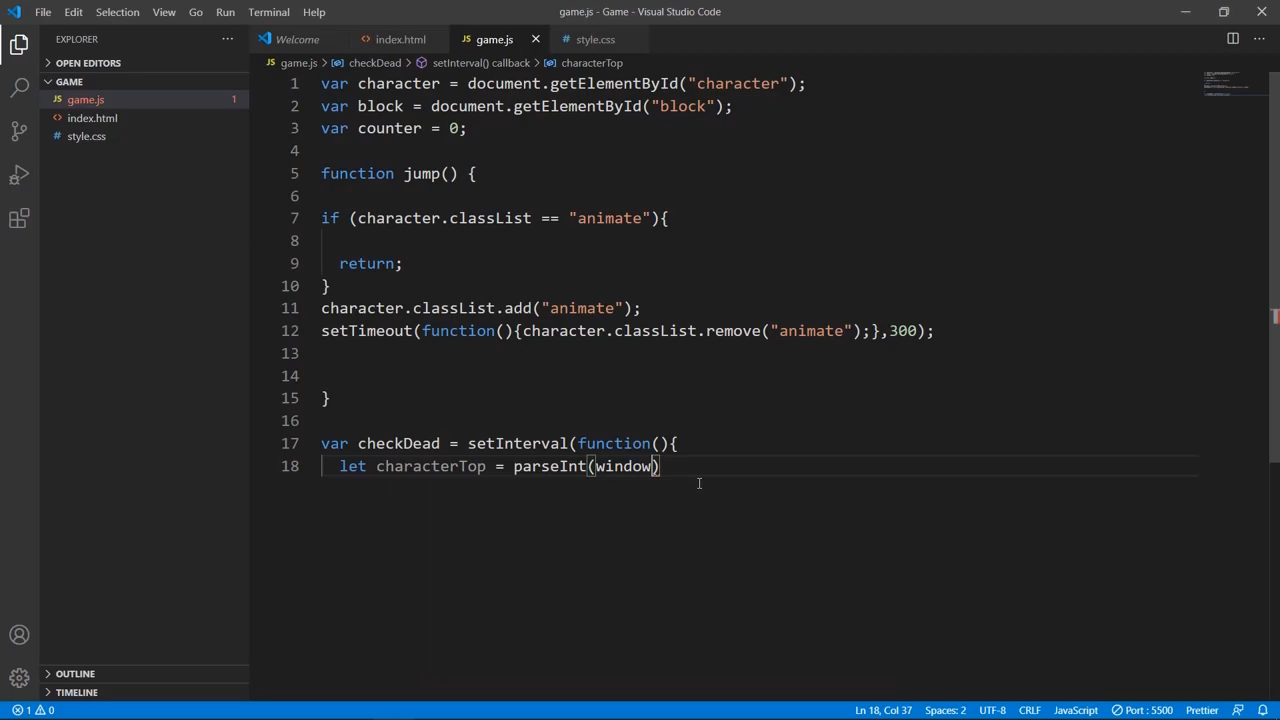 File Edit Selection View Go Run Terminal Help game.js - Game - Visual Studio Code
EXPLORER
OPEN EDITORS
GAME
game.js 1
index.html
style.css
OUTLINE
TIMELINE
Welcome index.html JS game.js style.css
game.js > checkDead > setInterval() callback > characterTop
1 var character = document.getElementById("character");
2 var block = document.getElementById("block");
3 var counter = 0;
4
5 function jump() {
6
7 if (character.classList == "animate"){
8
9 return;
10 }
11 character.classList.add("animate");
12 setTimeout(function(){character.classList.remove("animate");},300);
13
14
15 }
16
17 var checkDead = setInterval(function(){
18 let characterTop = parseInt(window)
1 0 Ln 18, Col 37 Spaces: 2 UTF-8 CRLF JavaScript Port : 5500 Prettier